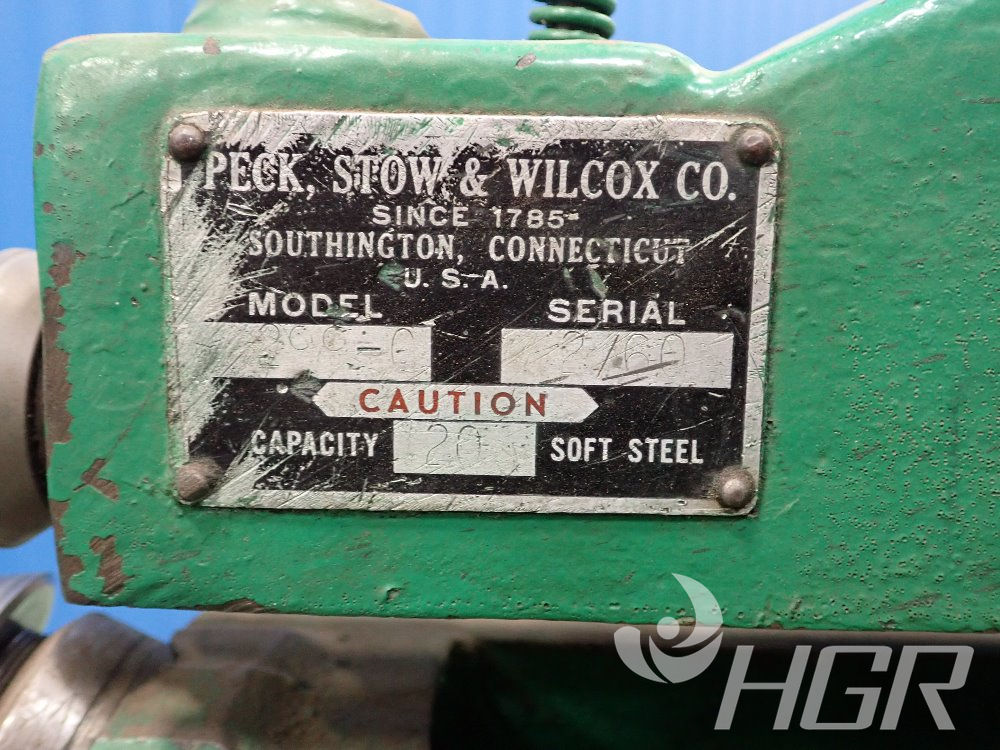 PECK, STOW & WILCOX CO.
SINCE 1785
SOUTHINGTON, CONNECTICUT
U. S. A.
MODEL SERIAL
CAUTION
CAPACITY 20 SOFT STEEL
HGR